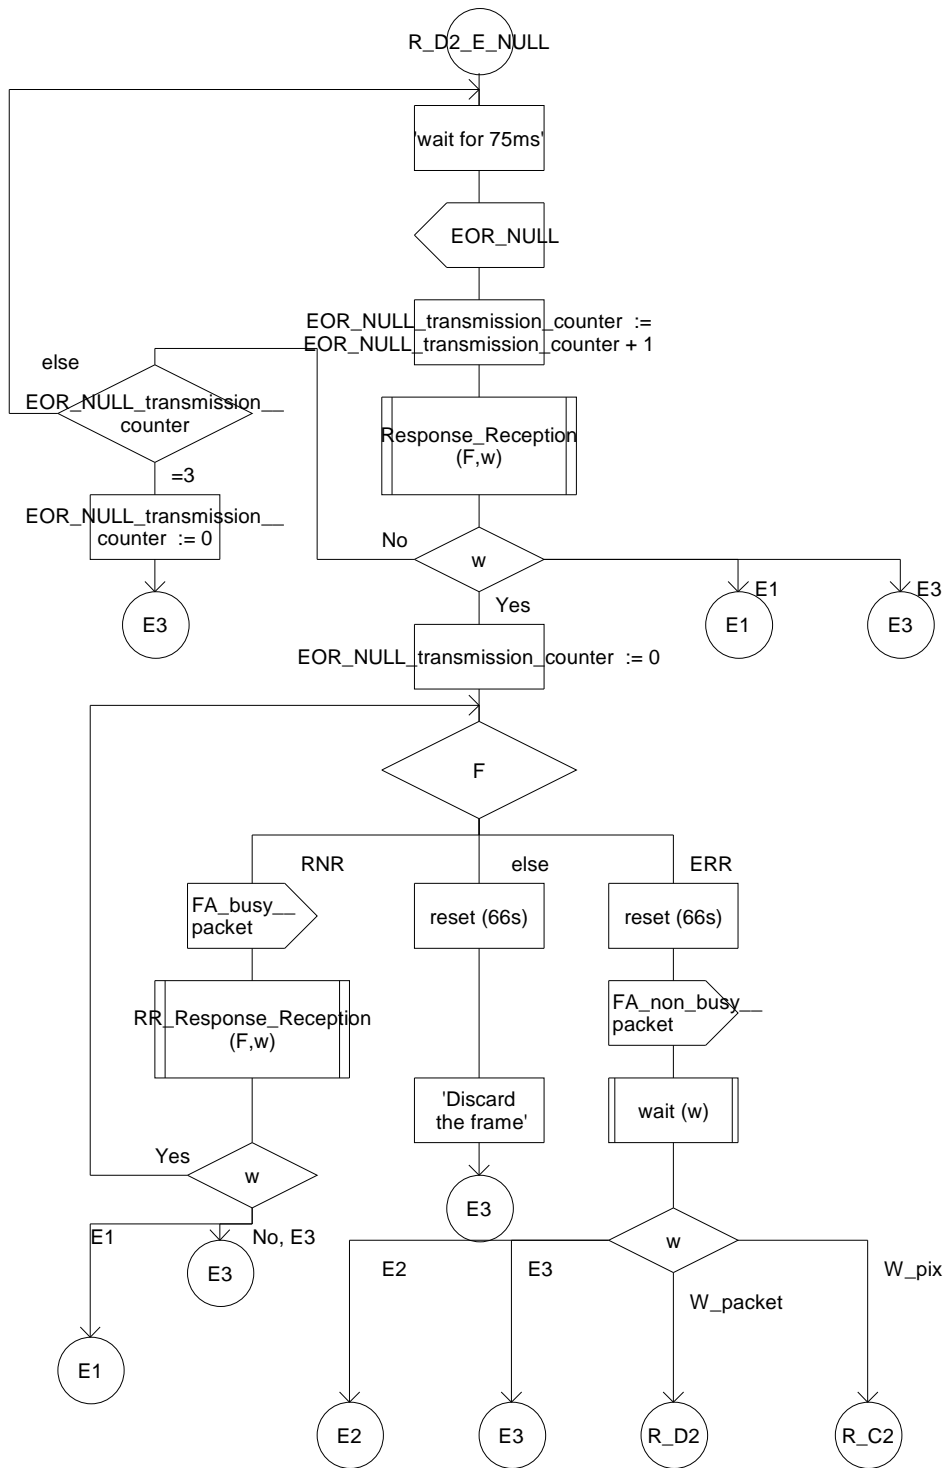 R_D2_E_NULL
'wait for 75ms'
EOR_NULL
EOR_NULL_transmission_counter :=
EOR_NULL_transmission_counter + 1
else
EOR_NULL_transmission__
counter
Response_Reception
(F,w)
=3
EOR_NULL_transmission__
counter := 0
No
w
E1
E3
Yes
E3
E1
E3
EOR_NULL_transmission_counter := 0
F
RNR
else
ERR
FA_busy__
packet
reset (66s)
reset (66s)
FA_non_busy__
packet
RR_Response_Reception
(F,w)
'Discard
the frame'
wait (w)
Yes
w
E3
E1
No, E3
E3
w
E2
E3
W_pix
W_packet
E1
E2
E3
R_D2
R_C2